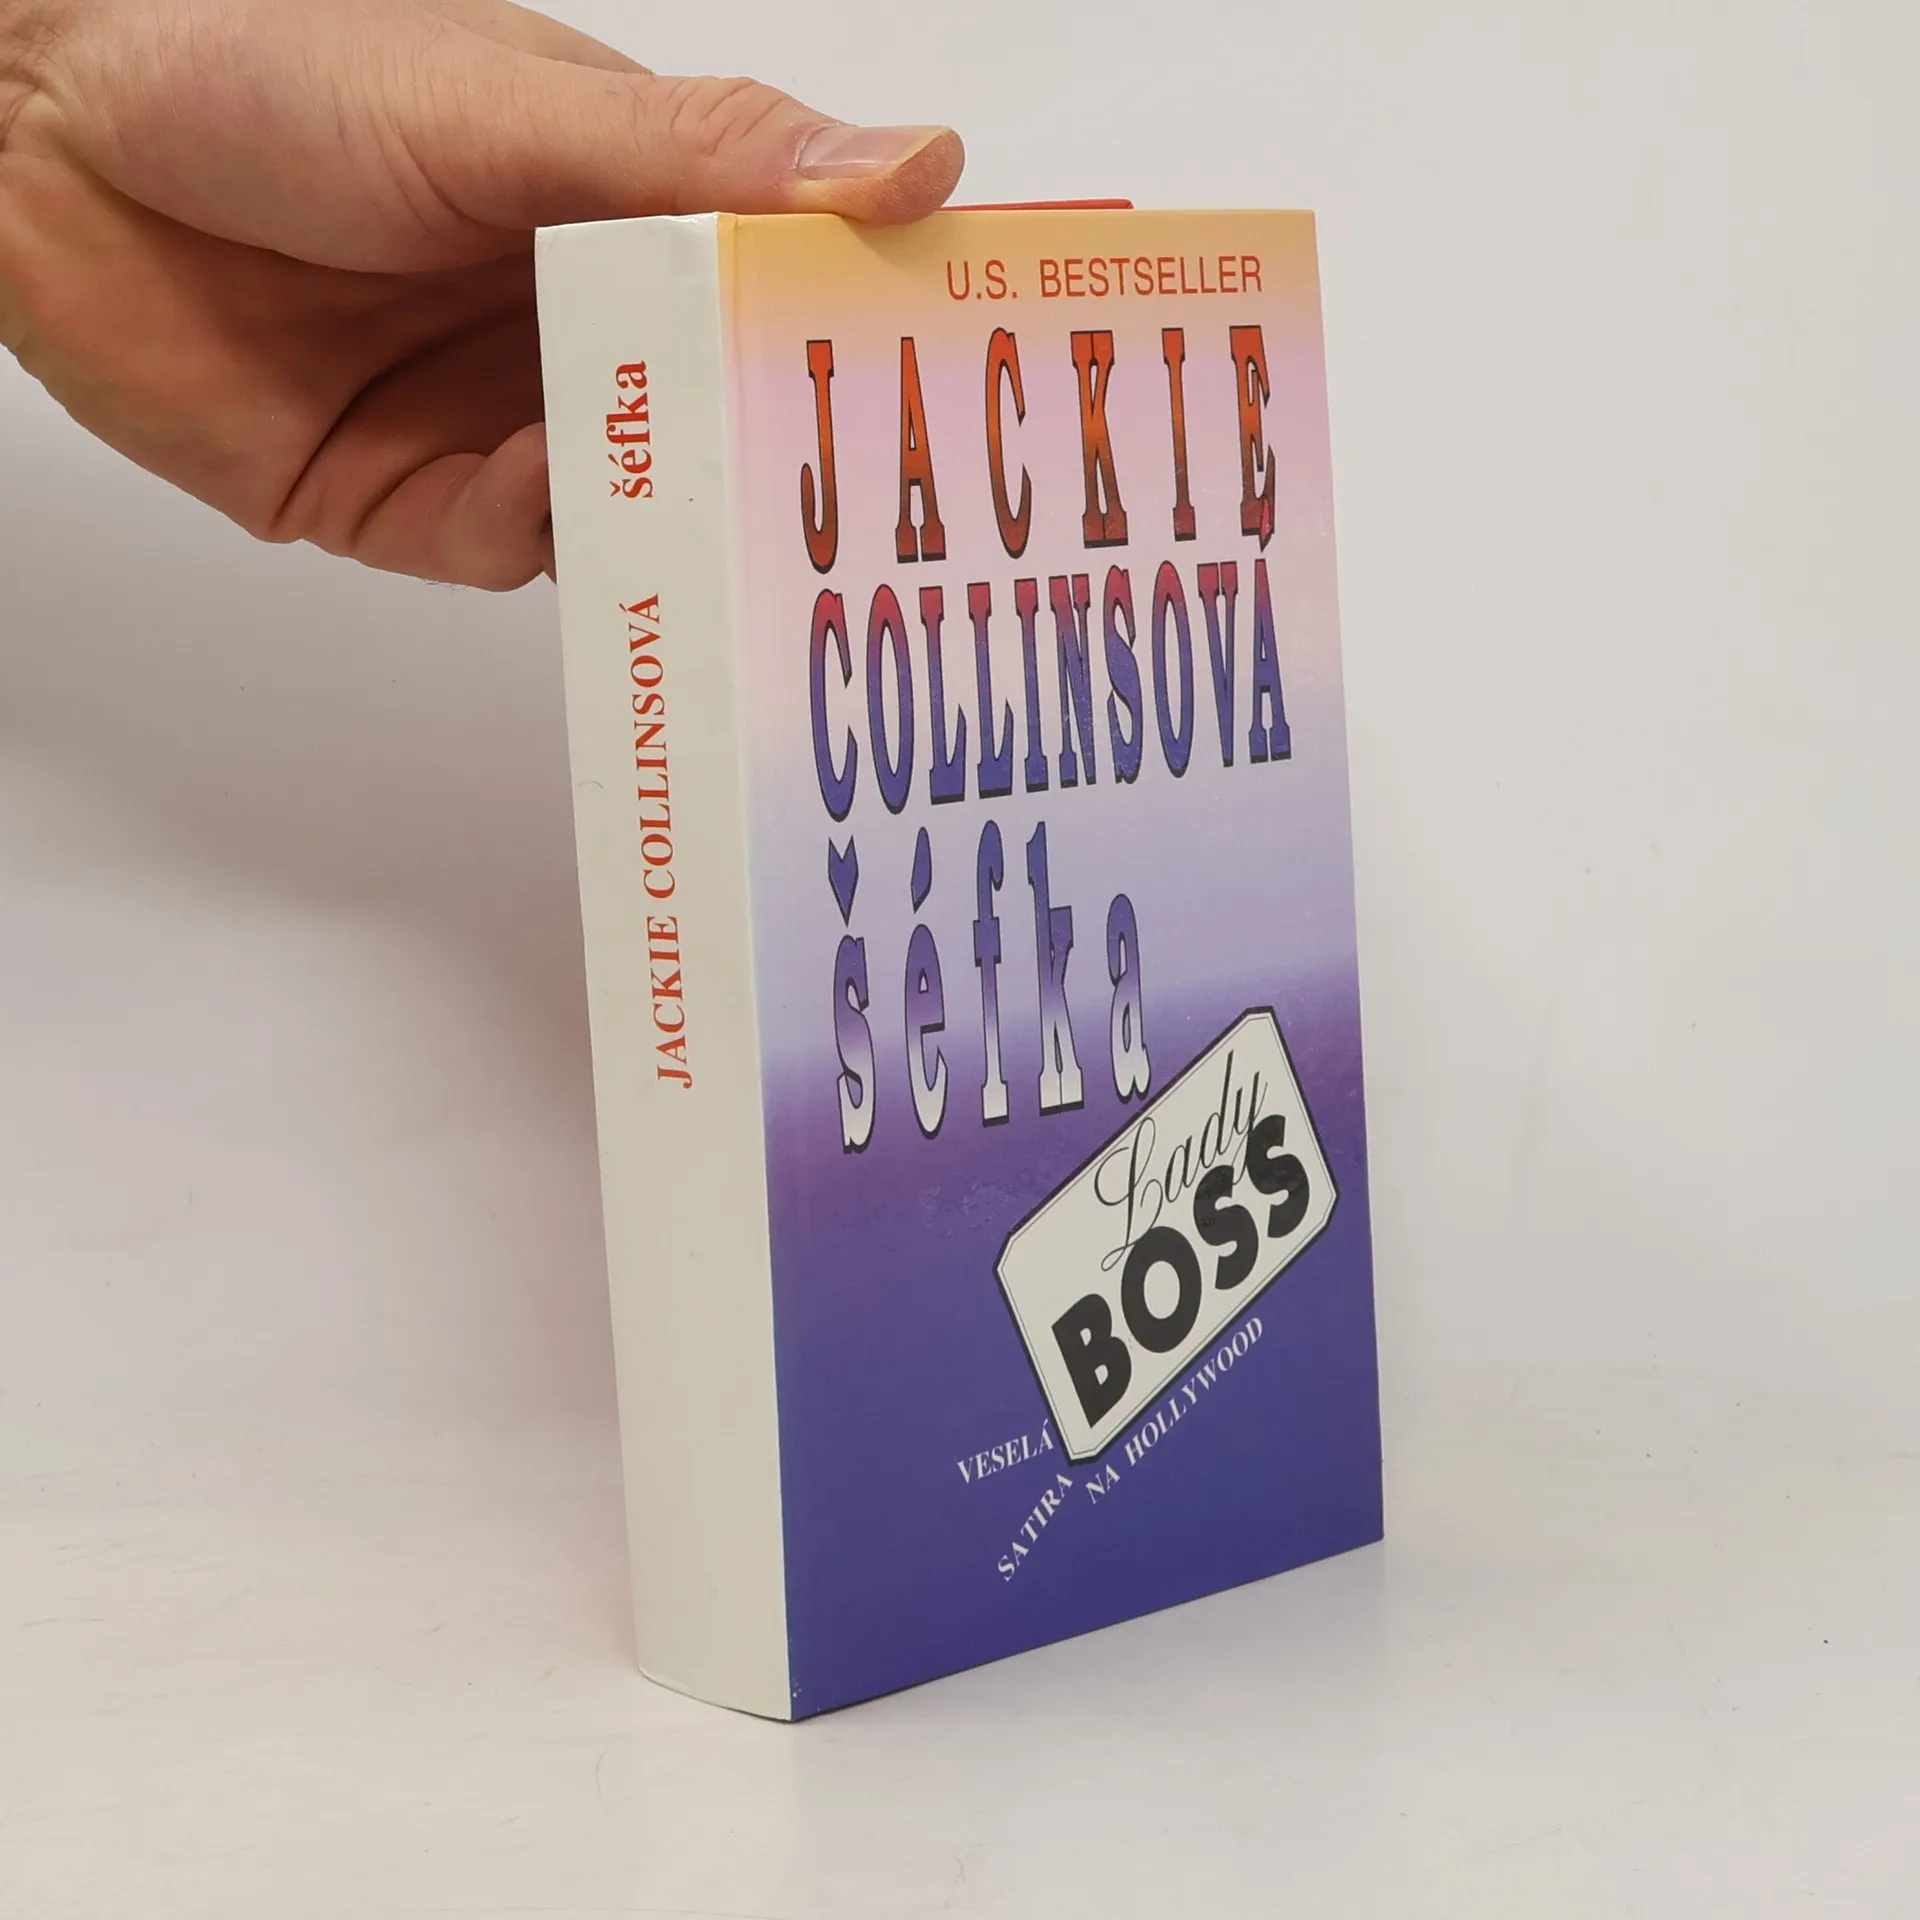 JACKIE COLLINSOVÁ šéfka
U.S. BESTSELLER
JACKIE
COLLINSOVÁ
šéfka
Lady
BOSS
VESELÁ
SATIRA
NA HOLLYWOOD